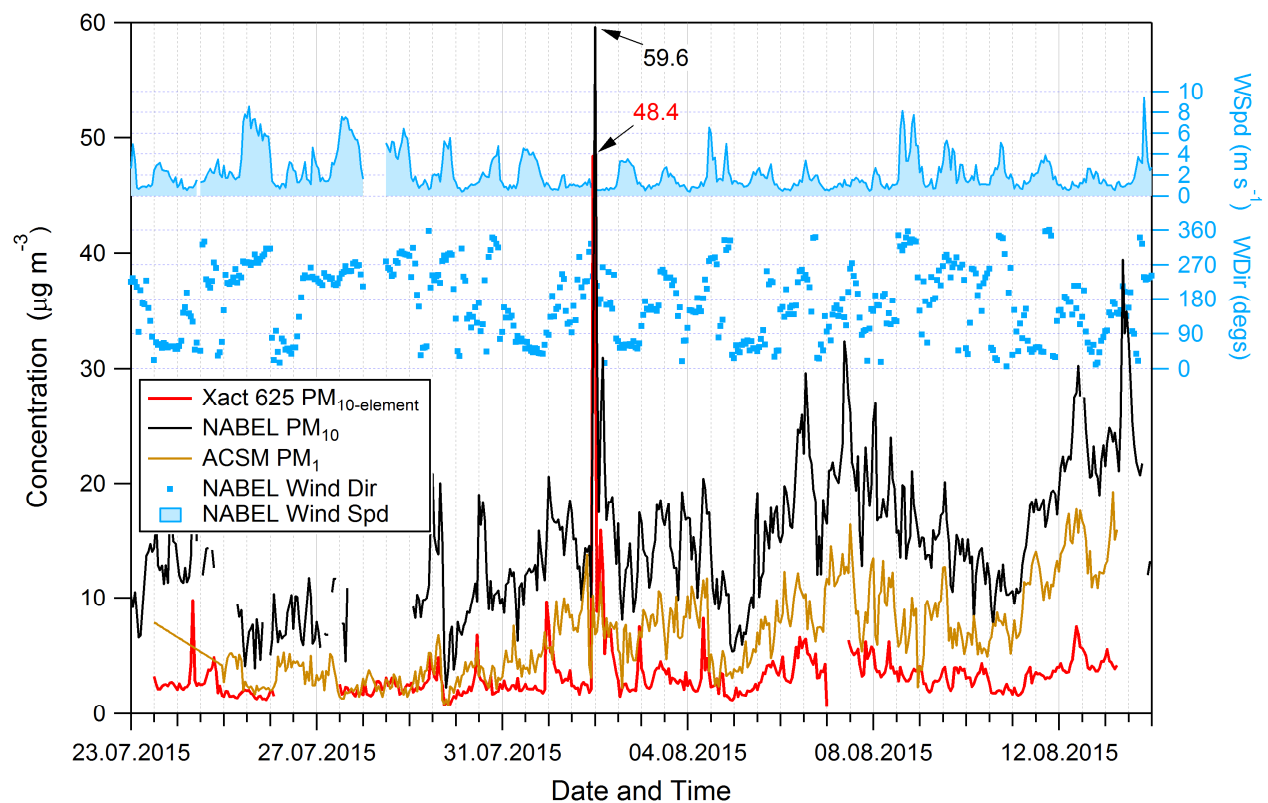 60
50
40
30
20
10
0
Concentration (µg m⁻³)
59.6
48.4
10
8
6
4
2
0
WSpd (m s⁻¹)
360
270
180
90
0
WDir (degs)
Xact 625 PM₁₀₋ₑₗₑₘₑₙₜ
NABEL PM₁₀
ACSM PM₁
NABEL Wind Dir
NABEL Wind Spd
23.07.2015 27.07.2015 31.07.2015 04.08.2015 08.08.2015 12.08.2015
Date and Time